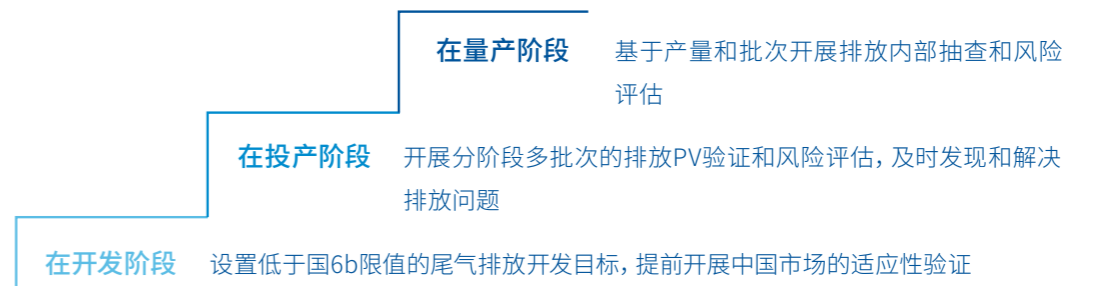 在量产阶段 基于产量和批次开展排放内部抽查和风险
评估
在投产阶段 开展分阶段多批次的排放PV验证和风险评估，及时发现和解决
排放问题
在开发阶段 设置低于国6b限值的尾气排放开发目标，提前开展中国市场的适应性验证